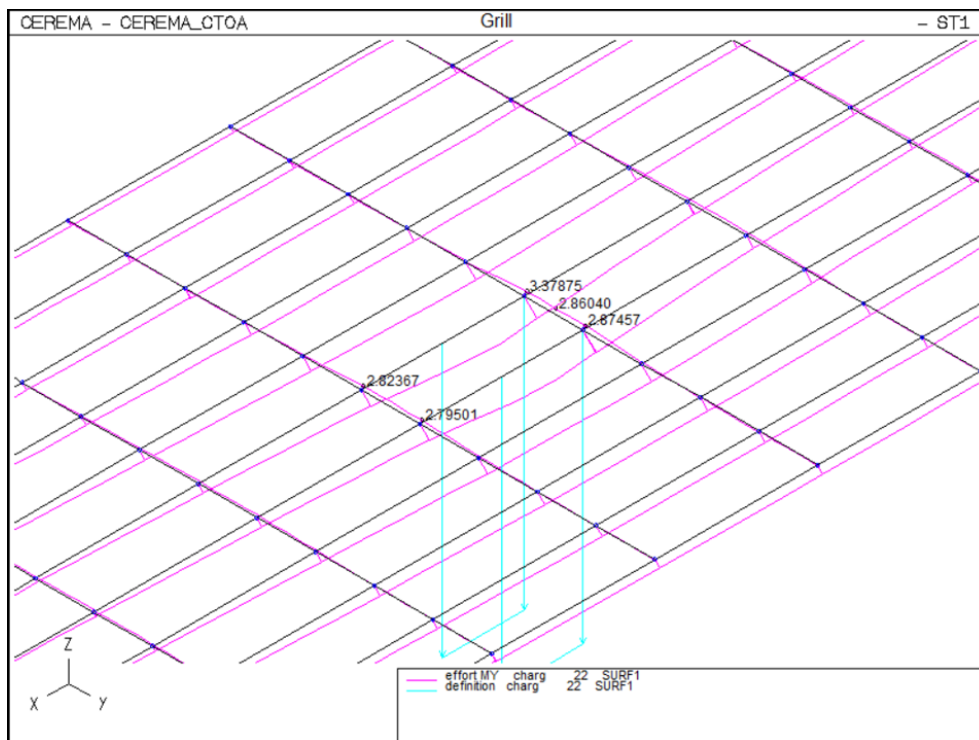 CEREMA - CEREMA_CTOA Grill - ST1
3.37875
2.86040
2.87457
2.82367
2.79501
Z
X y
effort MY charg 22 SURF1
definition charg 22 SURF1